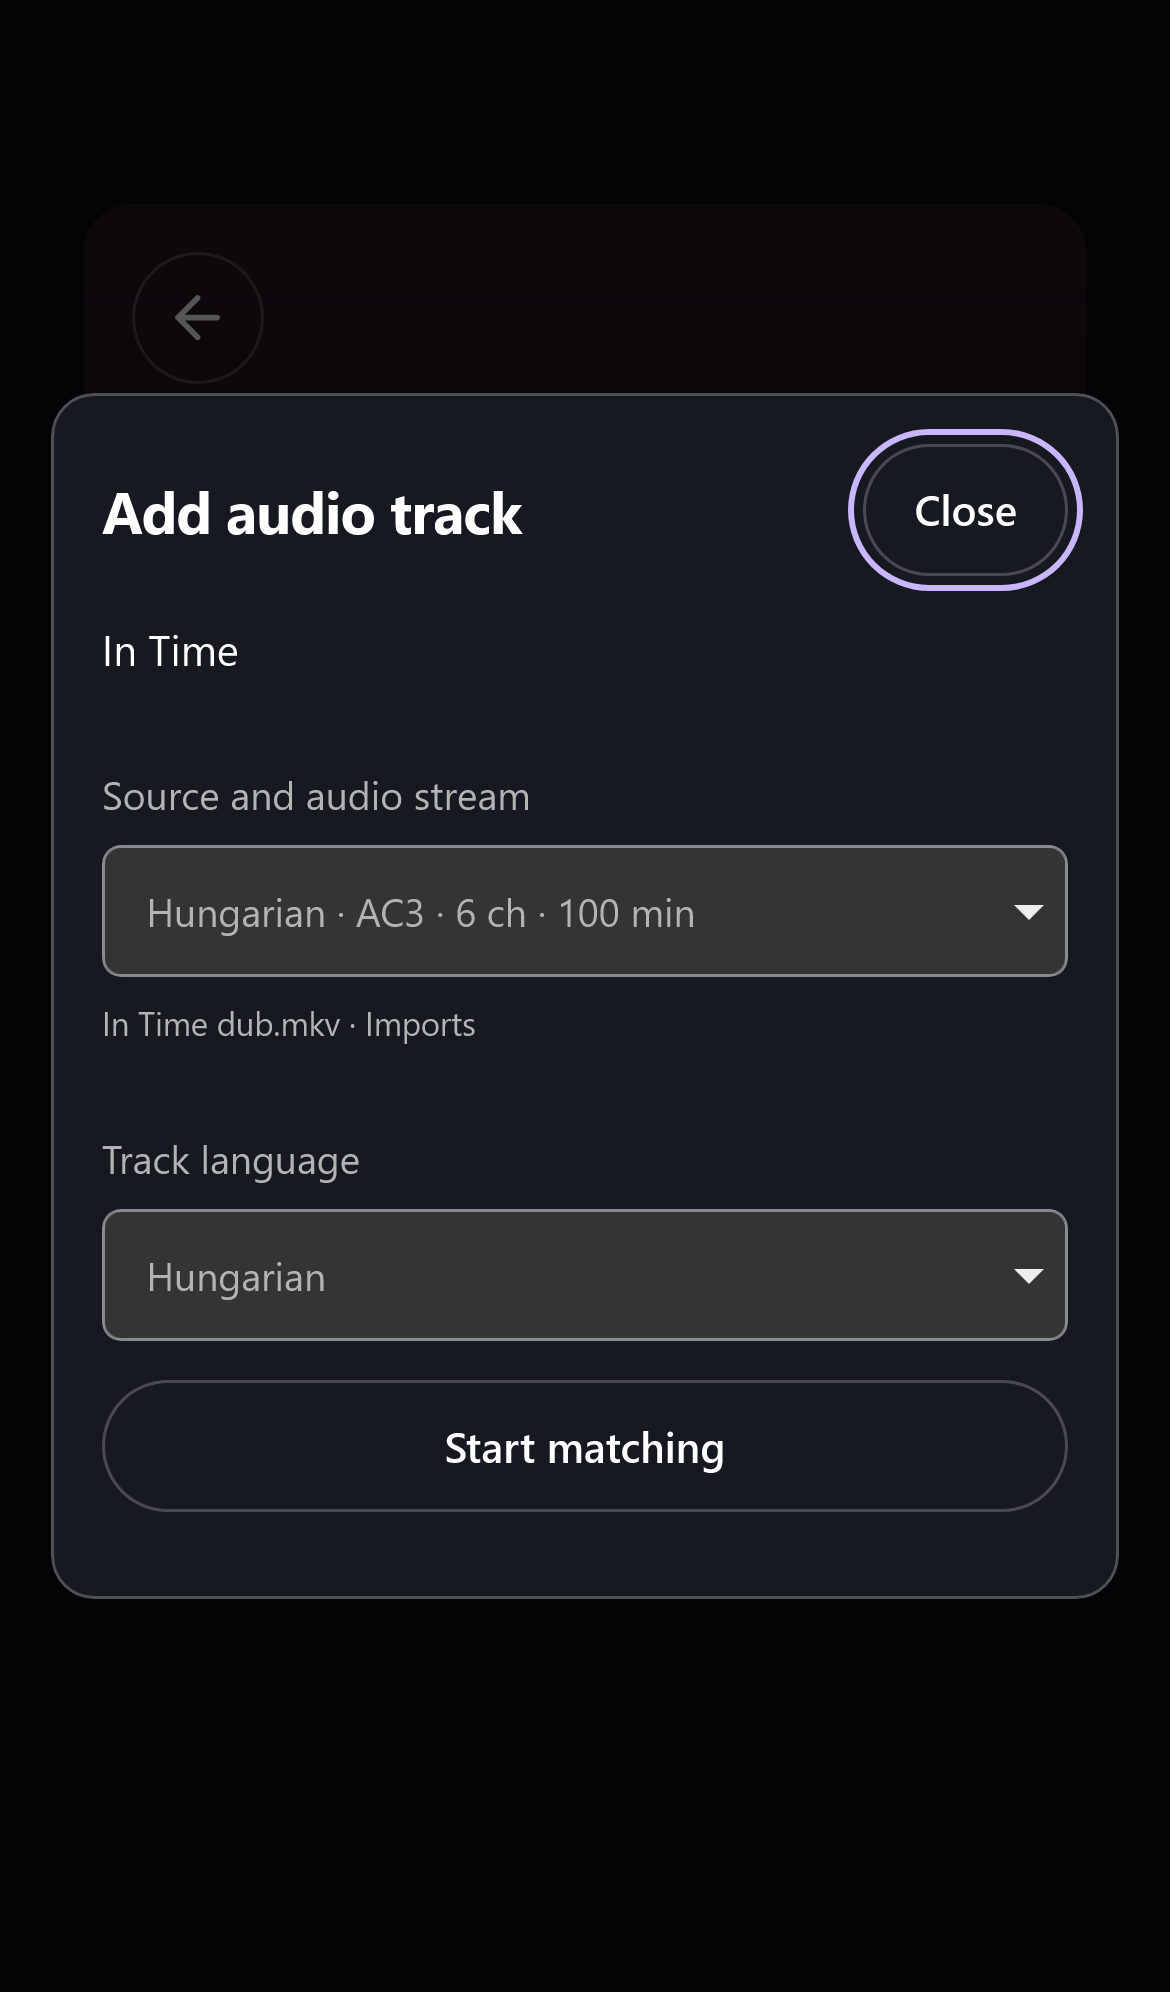 Add audio track
Close
In Time
Source and audio stream
Hungarian · AC3 · 6 ch · 100 min
In Time dub.mkv · Imports
Track language
Hungarian
Start matching